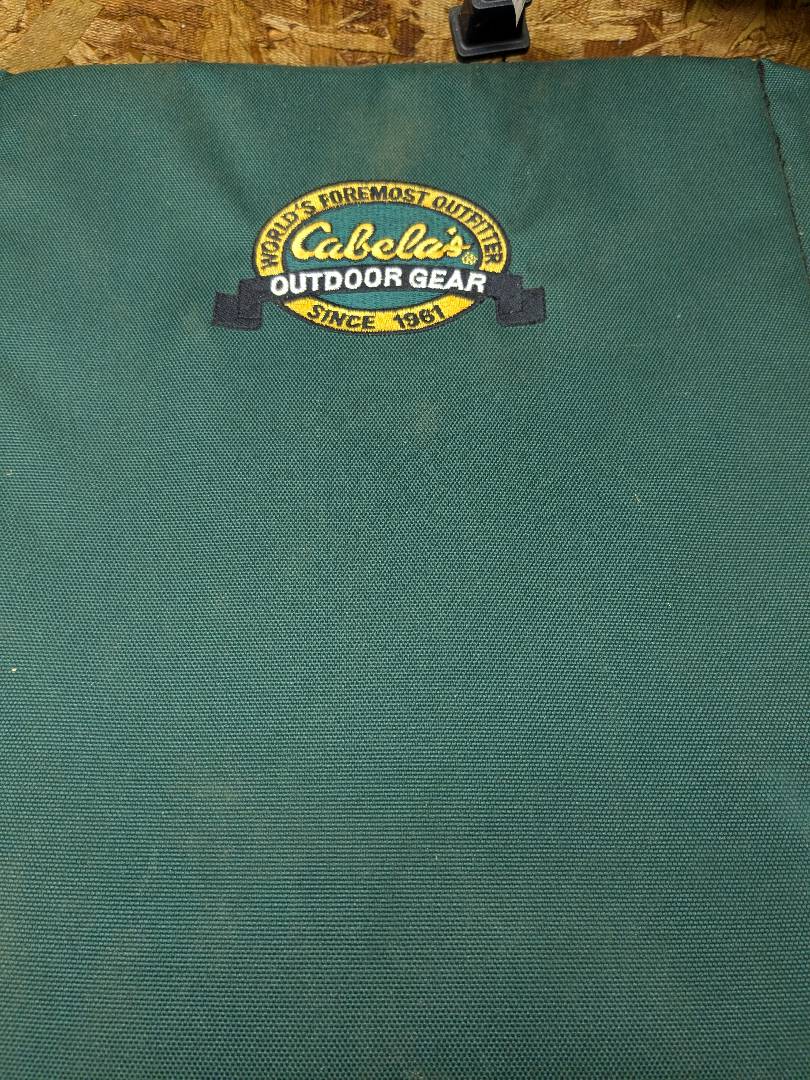 WORLD'S FOREMOST OUTFITTER
Cabela's®
OUTDOOR GEAR
SINCE 1961